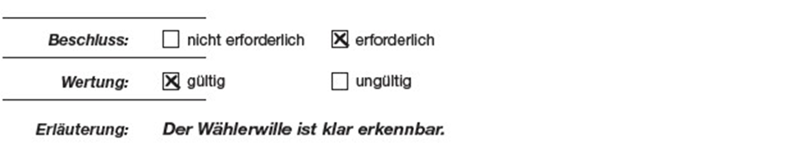 Beschluss: ☐ nicht erforderlich ☒ erforderlich
Wertung: ☒ gültig ☐ ungültig
Erläuterung: Der Wählerwille ist klar erkennbar.